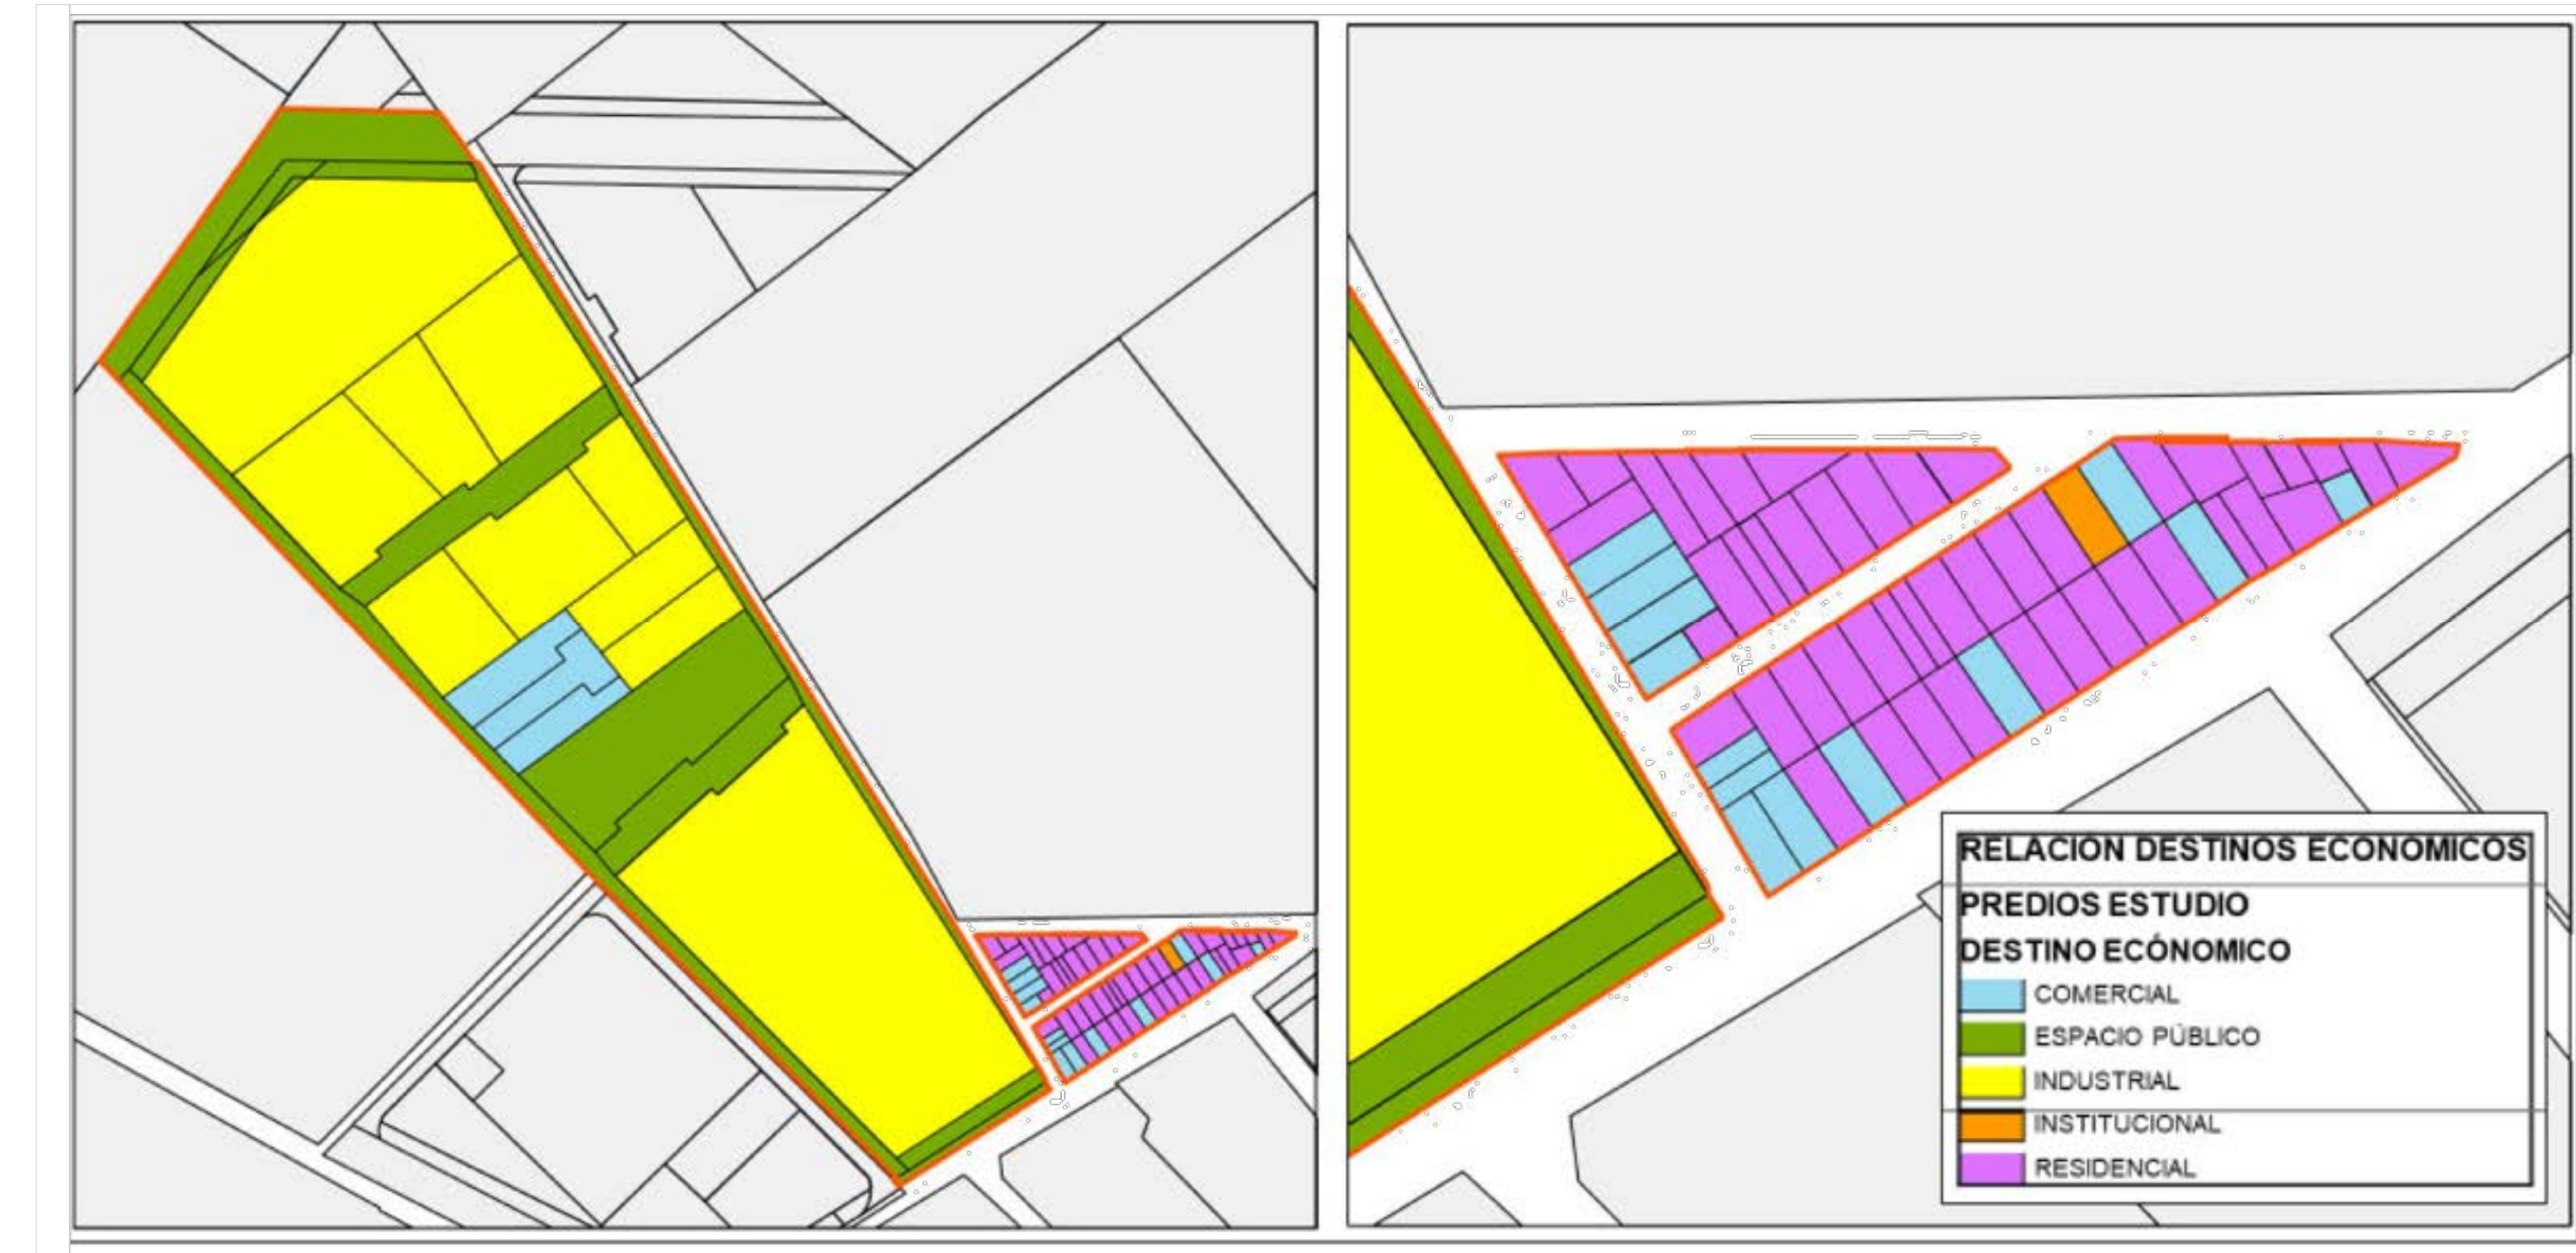 RELACION DESTINOS ECONOMICOS
PREDIOS ESTUDIO
DESTINO ECÓNOMICO
COMERCIAL
ESPACIO PÚBLICO
INDUSTRIAL
INSTITUCIONAL
RESIDENCIAL